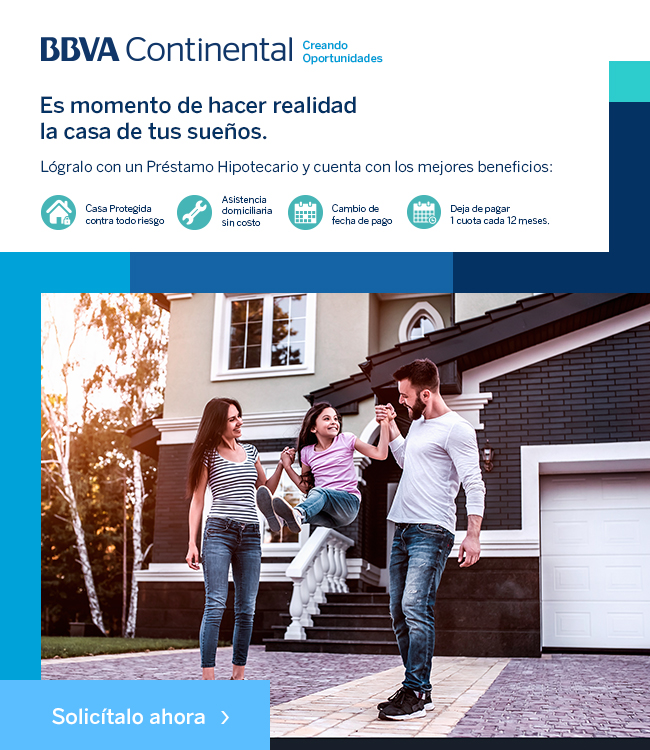 BBVA Continental Creando
Oportunidades
Es momento de hacer realidad
la casa de tus sueños.
Lógralo con un Préstamo Hipotecario y cuenta con los mejores beneficios:
Casa Protegida
contra todo riesgo
Asistencia
domiciliaria
sin costo
Cambio de
fecha de pago
Deja de pagar
1 cuota cada 12 meses.
Solicítalo ahora ›